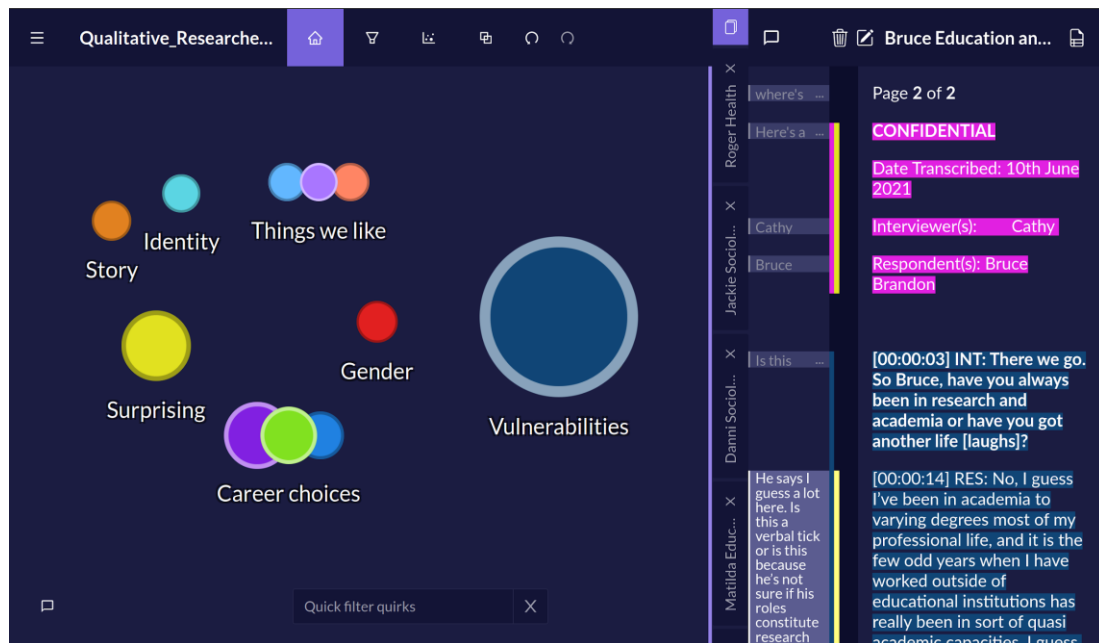 Qualitative_Researche...
Bruce Education an...
Identity
Story
Things we like
Gender
Surprising
Career choices
Vulnerabilities
Quick filter quirks
X
X
Roger Health
X
Jackie Sociol...
X
Danni Sociol...
X
Matilda Educ...
where's ...
Here's a ...
Cathy
Bruce
Is this ...
He says I
guess a lot
here. Is
this a
verbal tick
or is this
because
he's not
sure if his
roles
constitute
research
Page 2 of 2
CONFIDENTIAL
Date Transcribed: 10th June
2021
Interviewer(s): Cathy
Respondent(s): Bruce
Brandon
[00:00:03] INT: There we go.
So Bruce, have you always
been in research and
academia or have you got
another life [laughs]?
[00:00:14] RES: No, I guess
I've been in academia to
varying degrees most of my
professional life, and it is the
few odd years when I have
worked outside of
educational institutions has
really been in sort of quasi
academic capacities. I guess